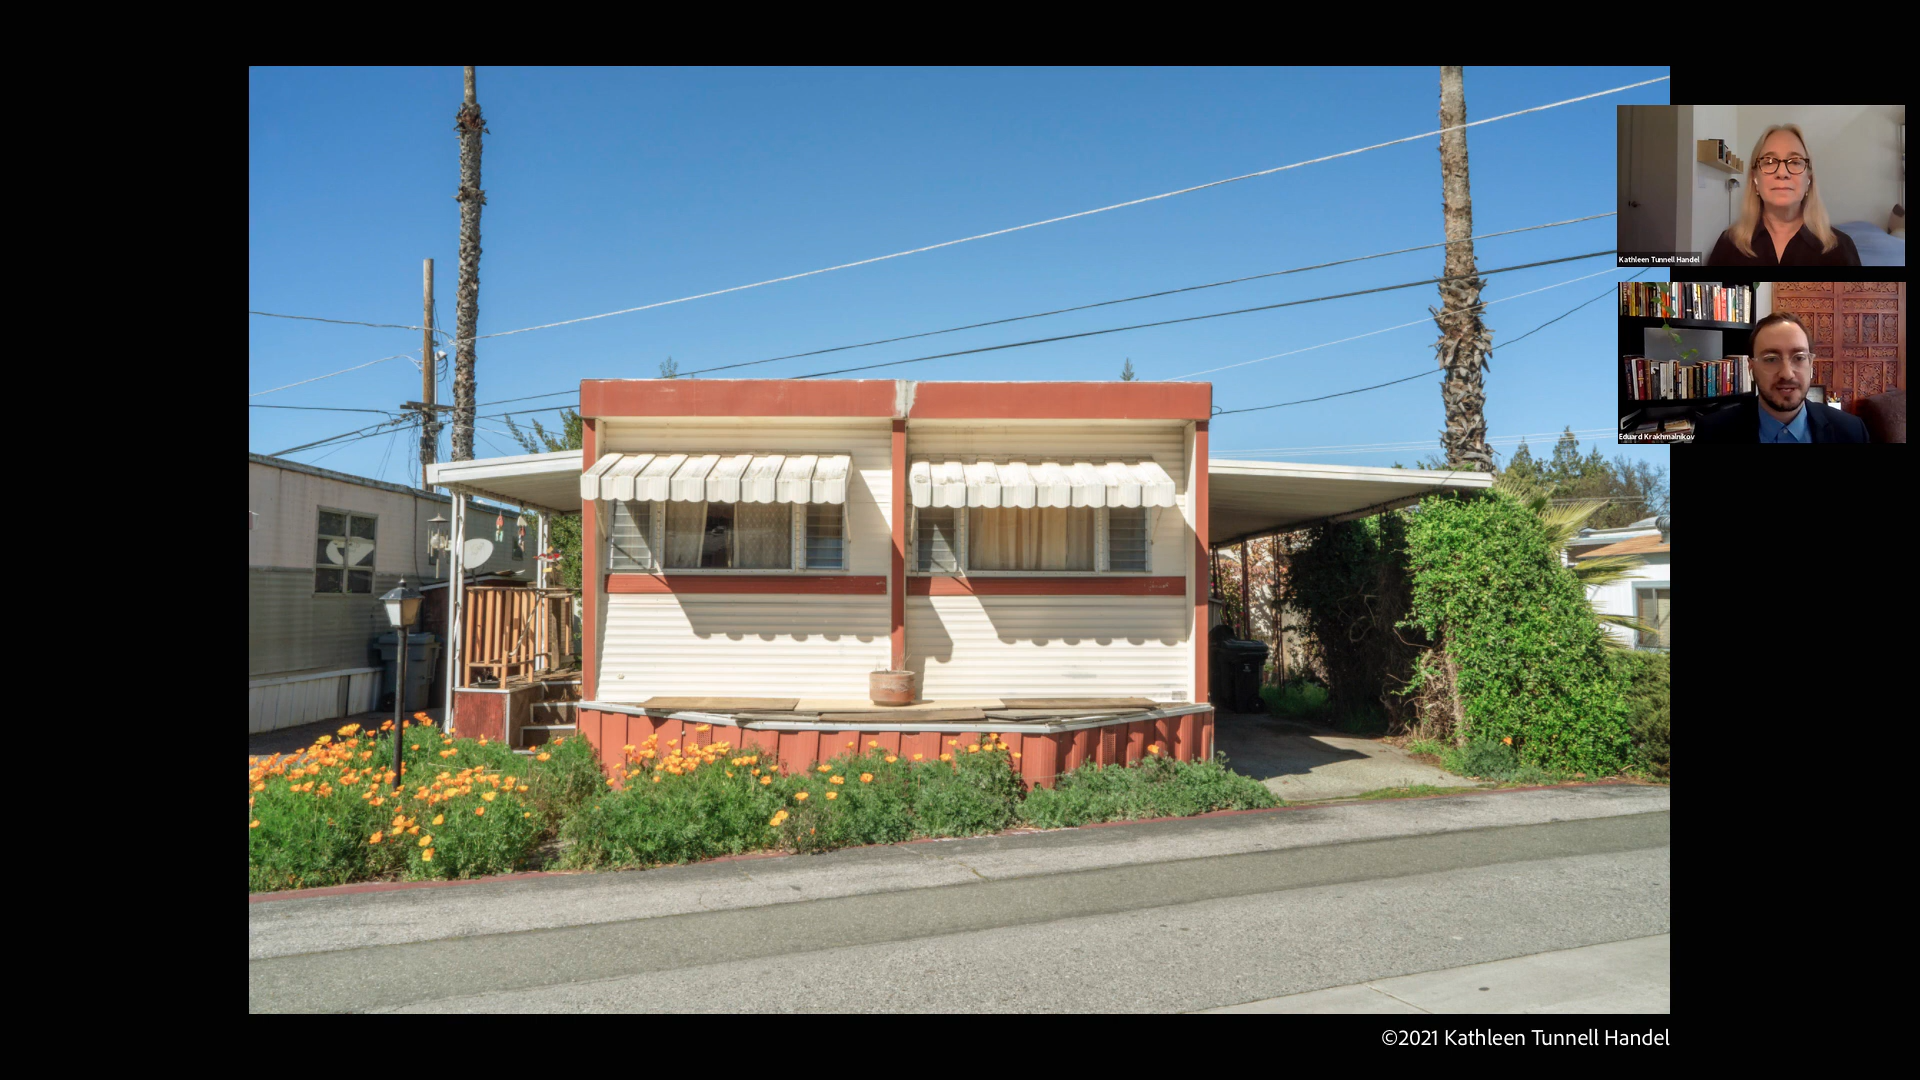 Kathleen Tunnell Handel
Eduard Krakhmalnikov
©2021 Kathleen Tunnell Handel